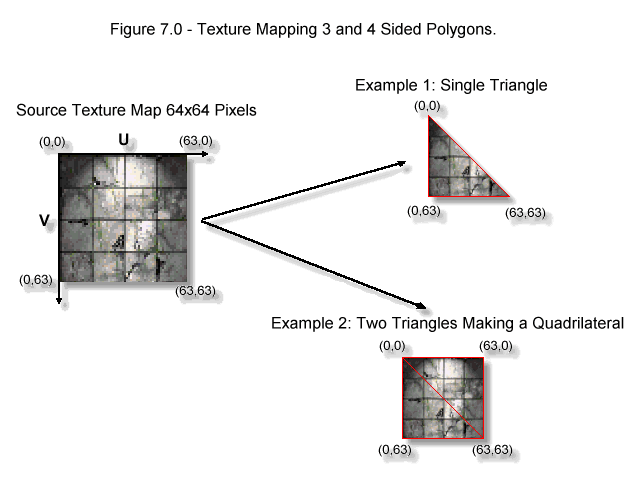 Figure 7.0 - Texture Mapping 3 and 4 Sided Polygons.
Example 1: Single Triangle
(0,0)
(0,63) (63,63)
Source Texture Map 64x64 Pixels
(0,0) U (63,0)
V
(0,63)
(63,63)
Example 2: Two Triangles Making a Quadrilateral
(0,0) (63,0)
(0,63) (63,63)